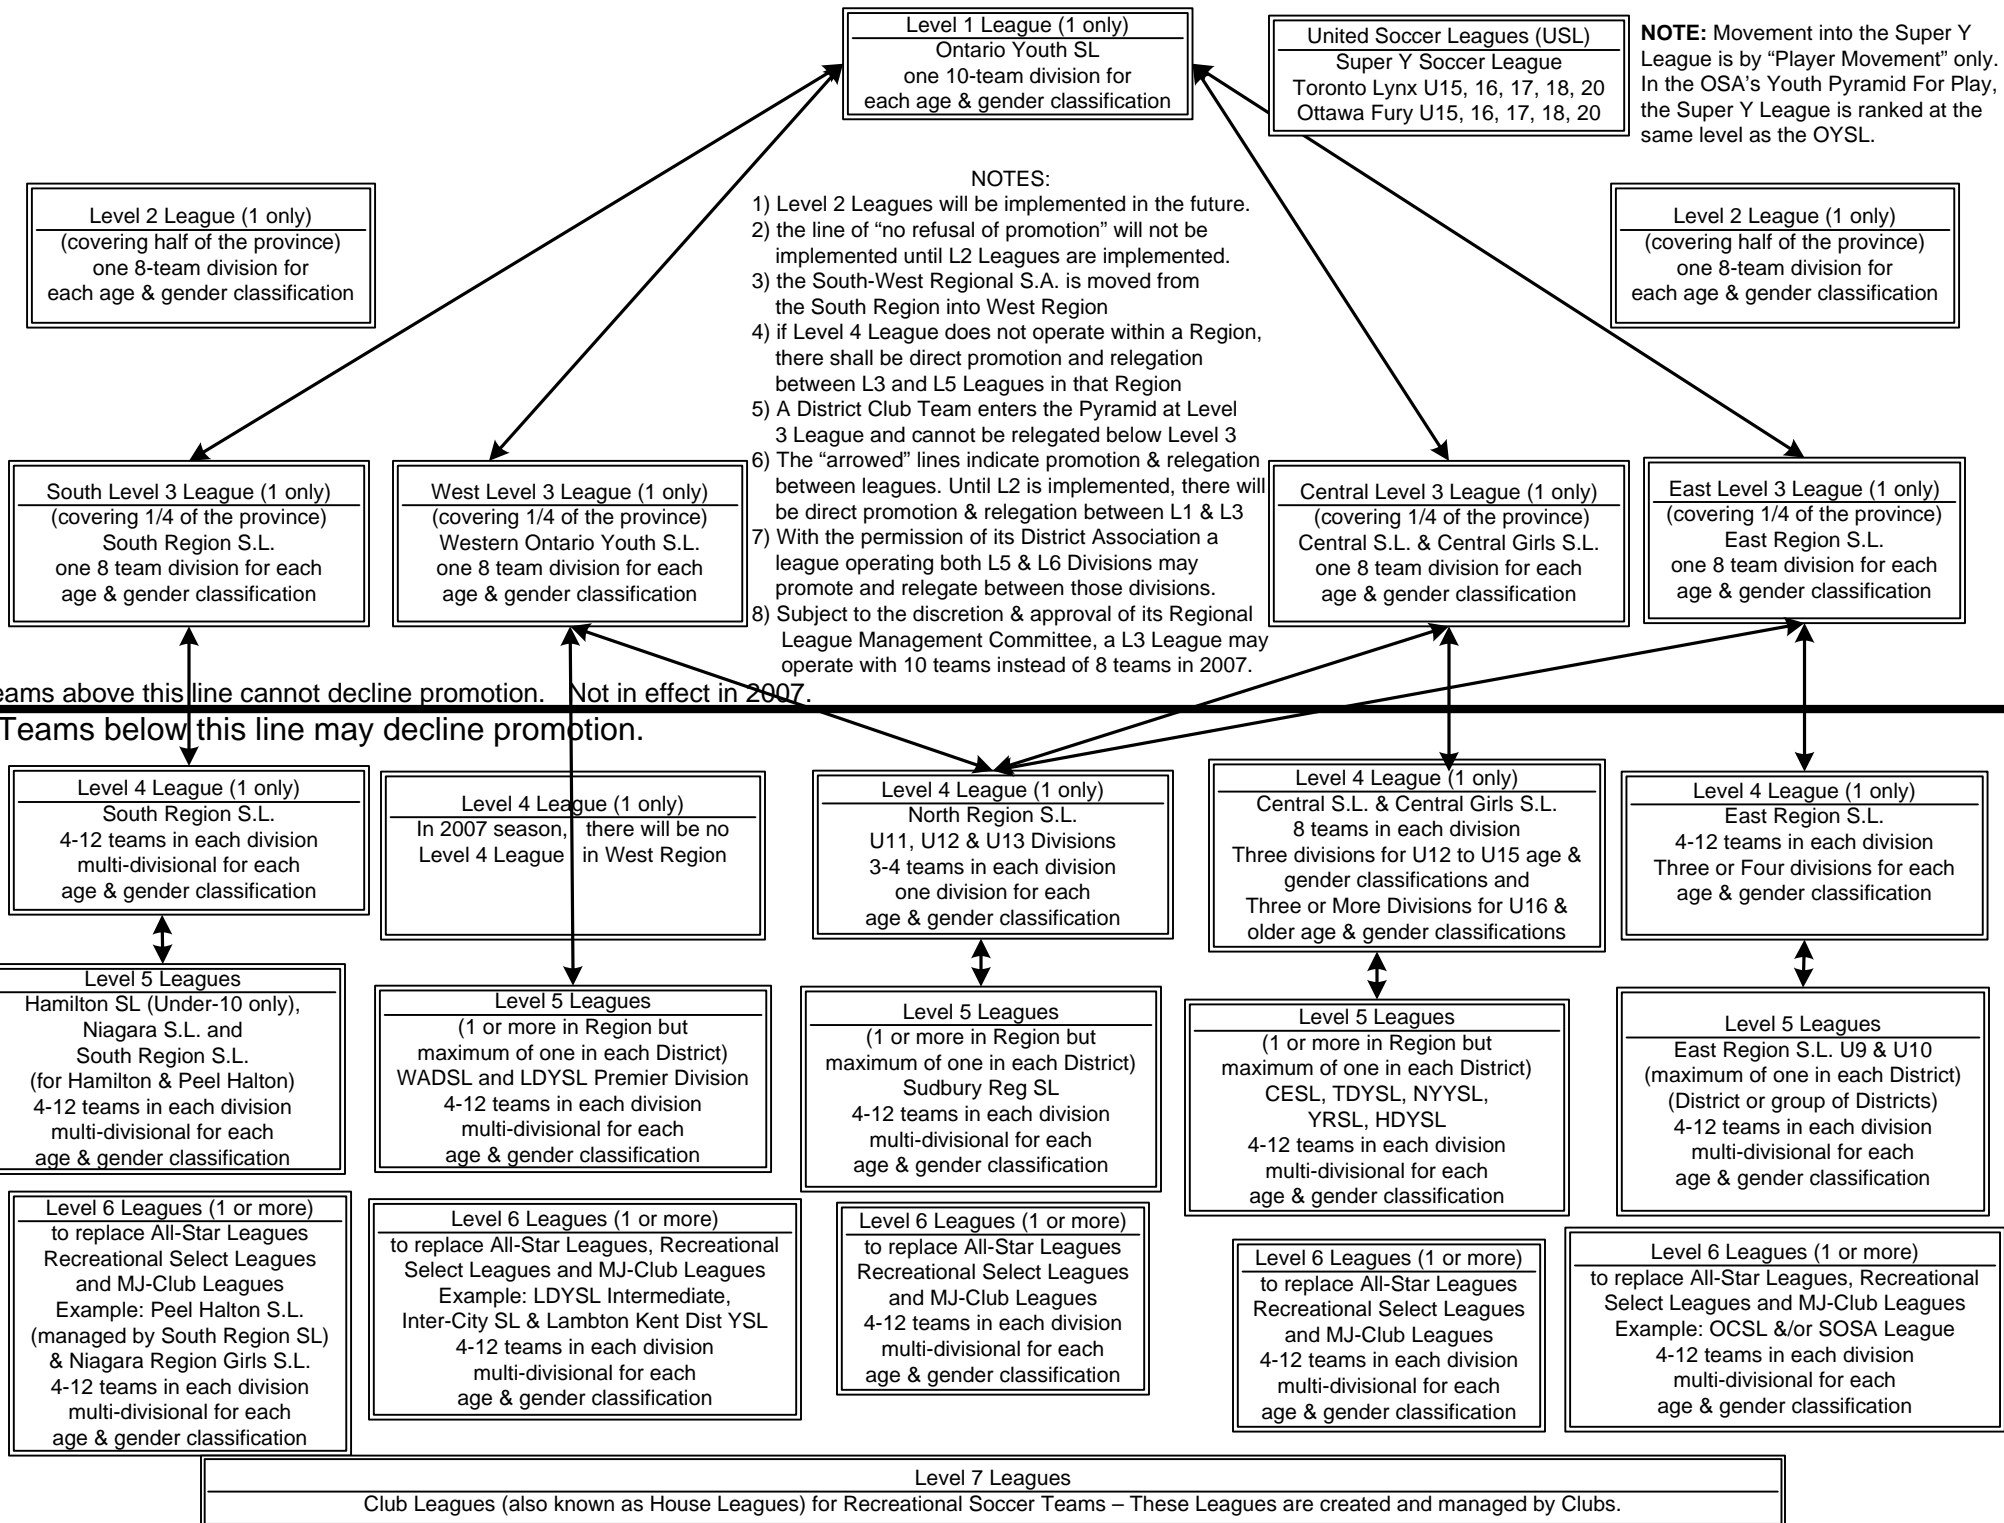 Level 1 League (1 only)
Ontario Youth SL
one 10-team division for
each age & gender classification
United Soccer Leagues (USL)
Super Y Soccer League
Toronto Lynx U15, 16, 17, 18, 20
Ottawa Fury U15, 16, 17, 18, 20
NOTE: Movement into the Super Y
League is by “Player Movement” only.
In the OSA’s Youth Pyramid For Play,
the Super Y League is ranked at the
same level as the OYSL.
Level 2 League (1 only)
(covering half of the province)
one 8-team division for
each age & gender classification
NOTES:
1) Level 2 Leagues will be implemented in the future.
2) the line of “no refusal of promotion” will not be
implemented until L2 Leagues are implemented.
3) the South-West Regional S.A. is moved from
the South Region into West Region
4) if Level 4 League does not operate within a Region,
there shall be direct promotion and relegation
between L3 and L5 Leagues in that Region
5) A District Club Team enters the Pyramid at Level
3 League and cannot be relegated below Level 3
6) The “arrowed” lines indicate promotion & relegation
between leagues. Until L2 is implemented, there will
be direct promotion & relegation between L1 & L3
7) With the permission of its District Association a
league operating both L5 & L6 Divisions may
promote and relegate between those divisions.
8) Subject to the discretion & approval of its Regional
League Management Committee, a L3 League may
operate with 10 teams instead of 8 teams in 2007.
Level 2 League (1 only)
(covering half of the province)
one 8-team division for
each age & gender classification
South Level 3 League (1 only)
(covering 1/4 of the province)
South Region S.L.
one 8 team division for each
age & gender classification
West Level 3 League (1 only)
(covering 1/4 of the province)
Western Ontario Youth S.L.
one 8 team division for each
age & gender classification
Central Level 3 League (1 only)
(covering 1/4 of the province)
Central S.L. & Central Girls S.L.
one 8 team division for each
age & gender classification
East Level 3 League (1 only)
(covering 1/4 of the province)
East Region S.L.
one 8 team division for each
age & gender classification
eams above this line cannot decline promotion. Not in effect in 2007.
Teams below this line may decline promotion.
Level 4 League (1 only)
South Region S.L.
4-12 teams in each division
multi-divisional for each
age & gender classification
Level 4 League (1 only)
In 2007 season, there will be no
Level 4 League in West Region
Level 4 League (1 only)
North Region S.L.
U11, U12 & U13 Divisions
3-4 teams in each division
one division for each
age & gender classification
Level 4 League (1 only)
Central S.L. & Central Girls S.L.
8 teams in each division
Three divisions for U12 to U15 age &
gender classifications and
Three or More Divisions for U16 &
older age & gender classifications
Level 4 League (1 only)
East Region S.L.
4-12 teams in each division
Three or Four divisions for each
age & gender classification
Level 5 Leagues
Hamilton SL (Under-10 only),
Niagara S.L. and
South Region S.L.
(for Hamilton & Peel Halton)
4-12 teams in each division
multi-divisional for each
age & gender classification
Level 5 Leagues
(1 or more in Region but
maximum of one in each District)
WADSL and LDYSL Premier Division
4-12 teams in each division
multi-divisional for each
age & gender classification
Level 5 Leagues
(1 or more in Region but
maximum of one in each District)
Sudbury Reg SL
4-12 teams in each division
multi-divisional for each
age & gender classification
Level 5 Leagues
(1 or more in Region but
maximum of one in each District)
CESL, TDYSL, NYYSL,
YRSL, HDYSL
4-12 teams in each division
multi-divisional for each
age & gender classification
Level 5 Leagues
East Region S.L. U9 & U10
(maximum of one in each District)
(District or group of Districts)
4-12 teams in each division
multi-divisional for each
age & gender classification
Level 6 Leagues (1 or more)
to replace All-Star Leagues
Recreational Select Leagues
and MJ-Club Leagues
Example: Peel Halton S.L.
(managed by South Region SL)
& Niagara Region Girls S.L.
4-12 teams in each division
multi-divisional for each
age & gender classification
Level 6 Leagues (1 or more)
to replace All-Star Leagues, Recreational
Select Leagues and MJ-Club Leagues
Example: LDYSL Intermediate,
Inter-City SL & Lambton Kent Dist YSL
4-12 teams in each division
multi-divisional for each
age & gender classification
Level 6 Leagues (1 or more)
to replace All-Star Leagues
Recreational Select Leagues
and MJ-Club Leagues
4-12 teams in each division
multi-divisional for each
age & gender classification
Level 6 Leagues (1 or more)
to replace All-Star Leagues
Recreational Select Leagues
and MJ-Club Leagues
4-12 teams in each division
multi-divisional for each
age & gender classification
Level 6 Leagues (1 or more)
to replace All-Star Leagues, Recreational
Select Leagues and MJ-Club Leagues
Example: OCSL &/or SOSA League
4-12 teams in each division
multi-divisional for each
age & gender classification
Level 7 Leagues
Club Leagues (also known as House Leagues) for Recreational Soccer Teams – These Leagues are created and managed by Clubs.